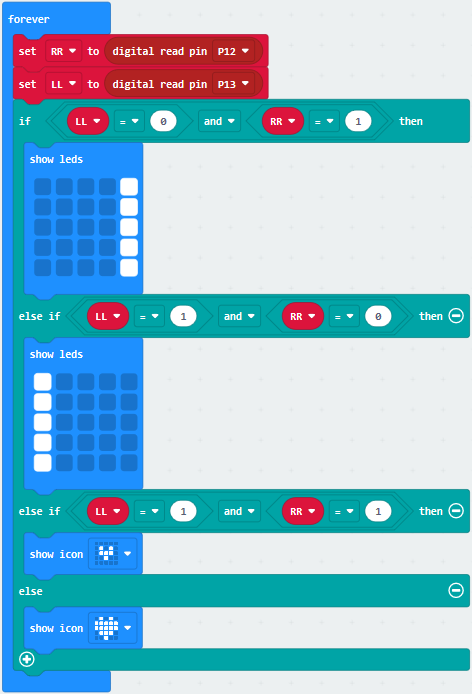 forever
set RR to digital read pin P12
set LL to digital read pin P13
if LL = 0 and RR = 1 then
show leds
else if LL = 1 and RR = 0 then
show leds
else if LL = 1 and RR = 1 then
show icon
else
show icon